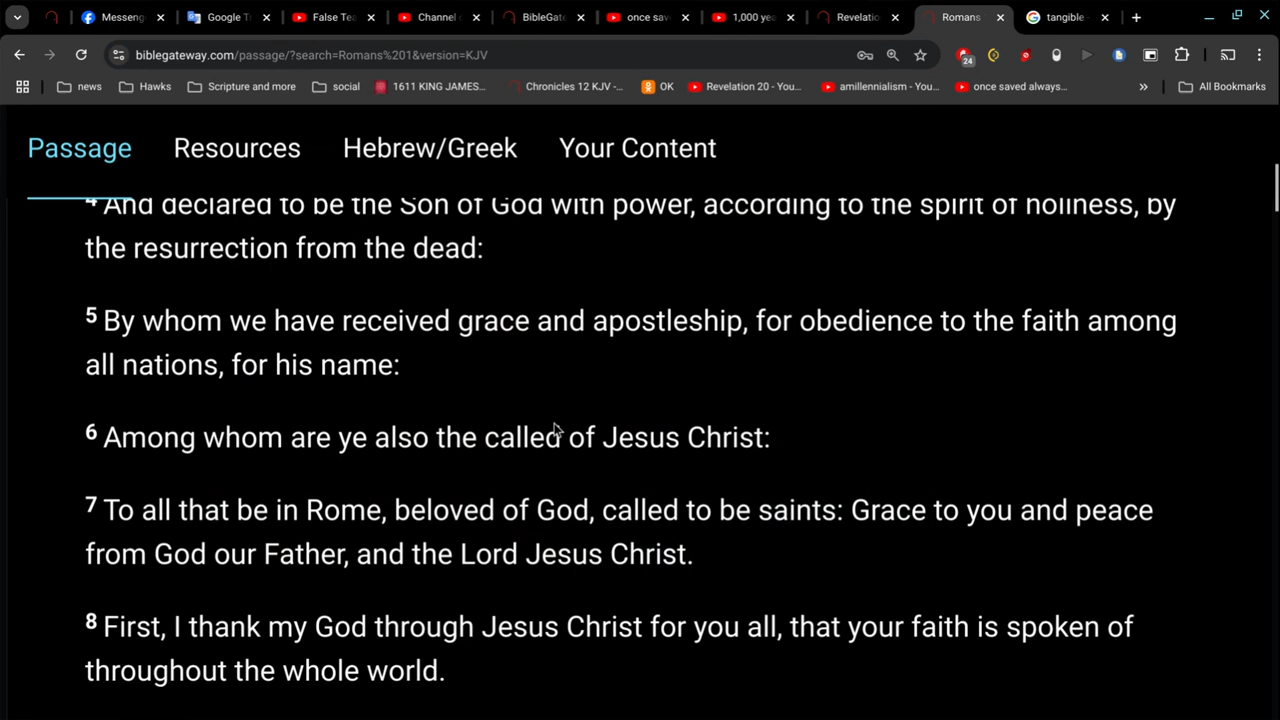 Messeng
Google T
False Tea
Channel
BibleGat
once sav
1,000 yea
Revelatio
Romans
tangible -
biblegateway.com/passage/?search=Romans%201&version=KJV
24
news
Hawks
Scripture and more
social
1611 KING JAMES...
Chronicles 12 KJV -...
OK
Revelation 20 - You...
amillennialism - You...
once saved always...
»
All Bookmarks
Passage Resources Hebrew/Greek Your Content
4 And declared to be the Son of God with power, according to the spirit of holiness, by
the resurrection from the dead:
5 By whom we have received grace and apostleship, for obedience to the faith among
all nations, for his name:
6 Among whom are ye also the called of Jesus Christ:
7 To all that be in Rome, beloved of God, called to be saints: Grace to you and peace
from God our Father, and the Lord Jesus Christ.
8 First, I thank my God through Jesus Christ for you all, that your faith is spoken of
throughout the whole world.